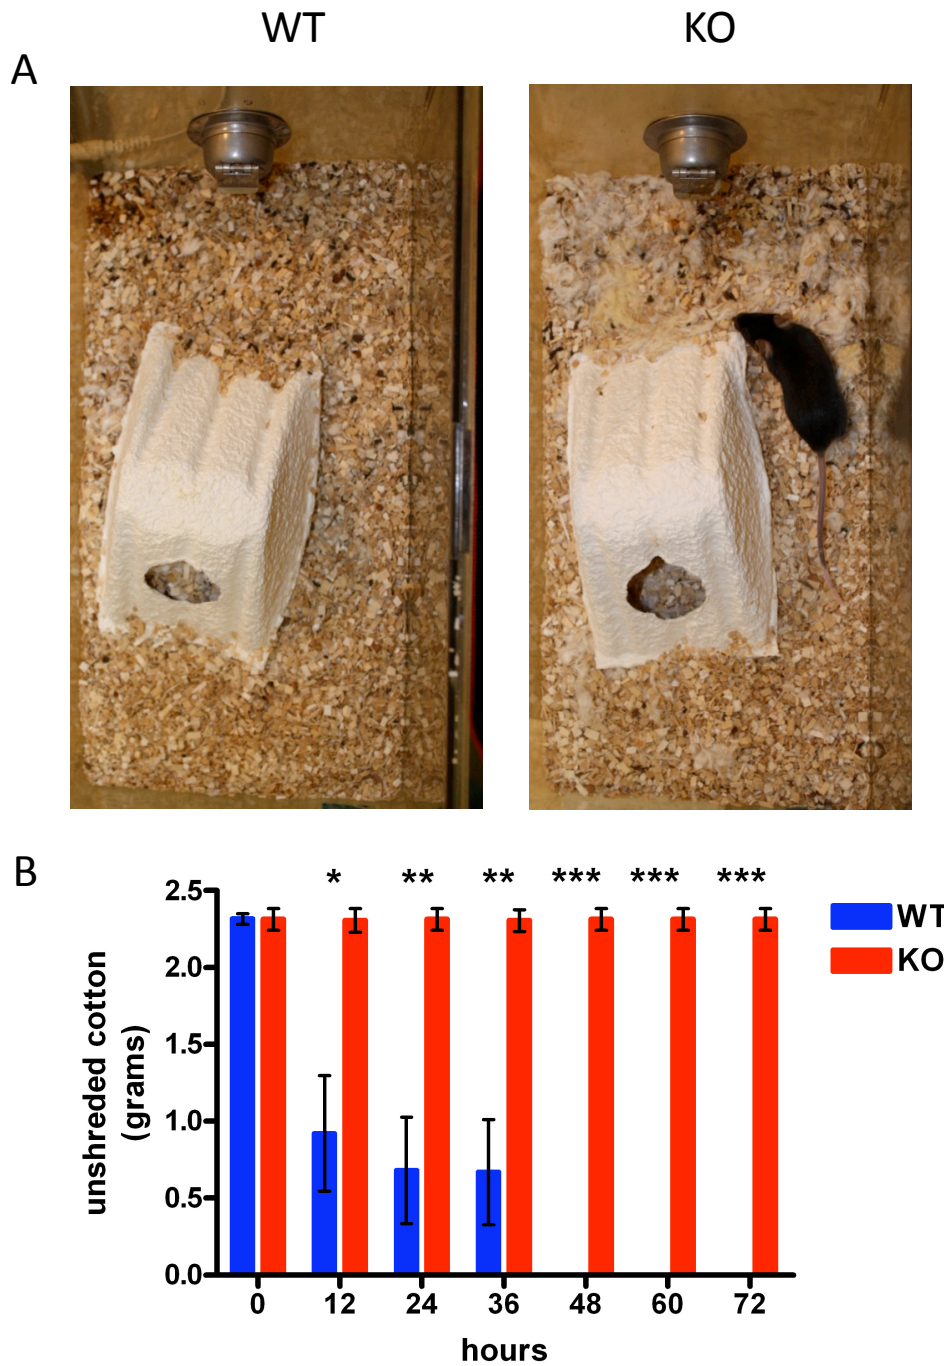 WT KO
A
B
* ** ** *** *** ***
2.5
2.0
1.5
1.0
0.5
0.0
unshreded cotton
(grams)
0 12 24 36 48 60 72
hours
WT
KO